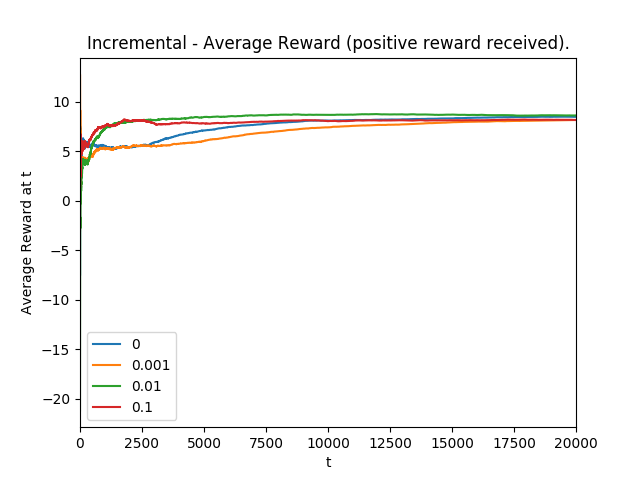 Incremental - Average Reward (positive reward received).
Average Reward at t
10
5
0
−5
−10
−15
−20
0
0.001
0.01
0.1
0 2500 5000 7500 10000 12500 15000 17500 20000
t